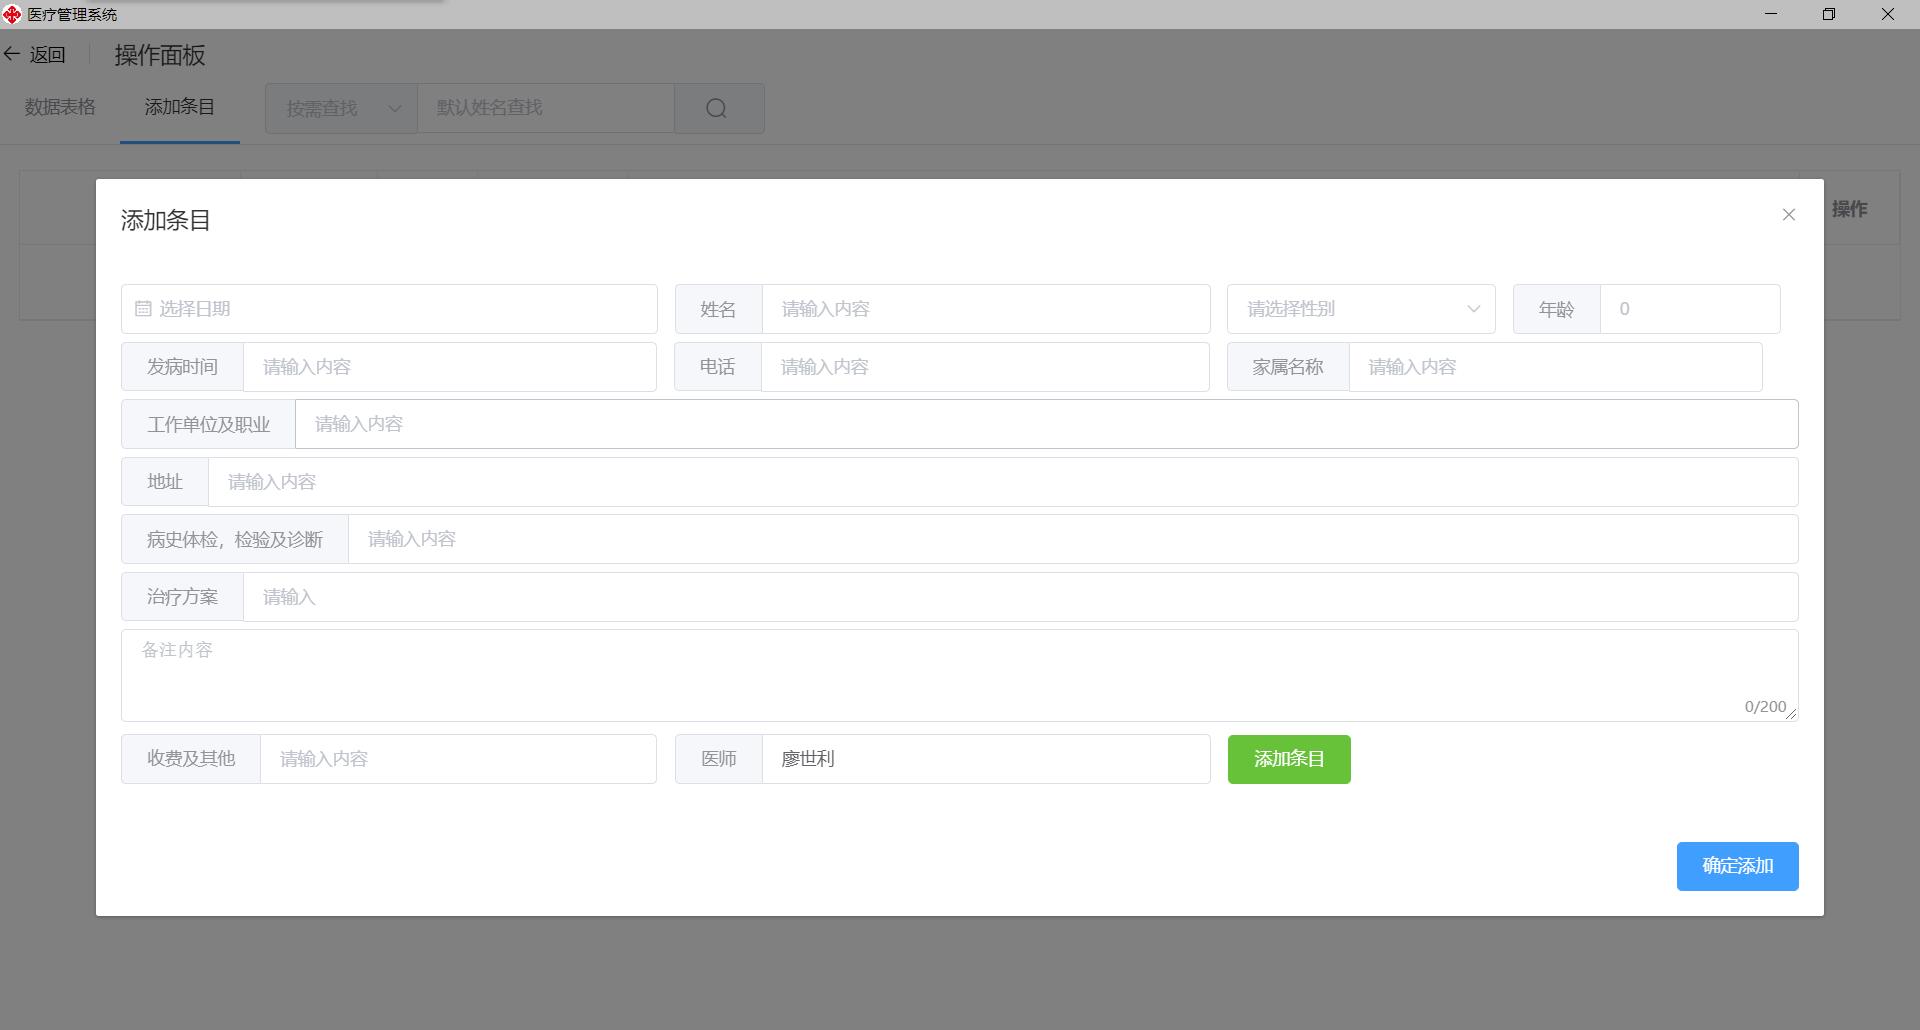 医疗管理系统
返回 操作面板
数据表格 添加条目 按需查找 默认姓名查找
操作
添加条目
选择日期 姓名 请输入内容 请选择性别 年龄 0
发病时间 请输入内容 电话 请输入内容 家属名称 请输入内容
工作单位及职业 请输入内容
地址 请输入内容
病史体检，检验及诊断 请输入内容
治疗方案 请输入
备注内容
0/200
收费及其他 请输入内容 医师 廖世利 添加条目
确定添加